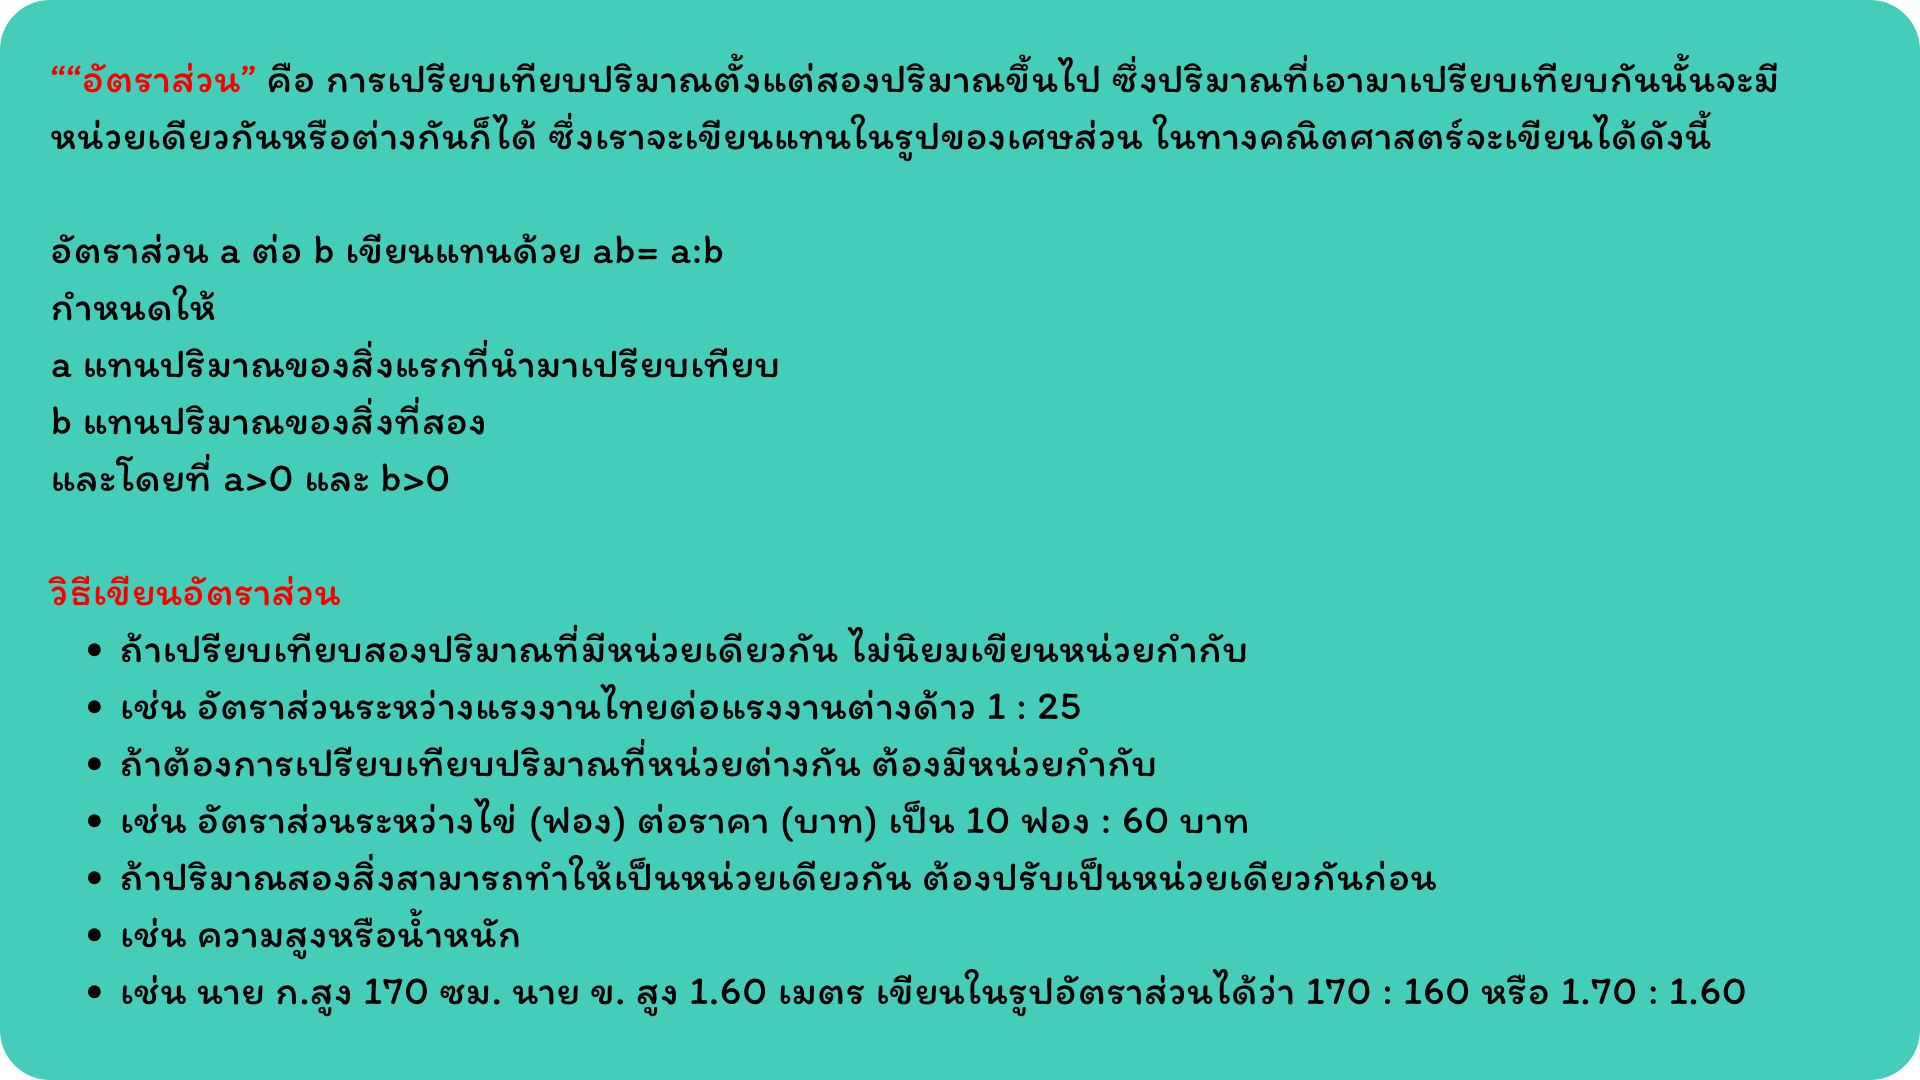 ““อัตราส่วน” คือ การเปรียบเทียบปริมาณตั้งแต่สองปริมาณขึ้นไป ซึ่งปริมาณที่เอามาเปรียบเทียบกันนั้นจะมี
หน่วยเดียวกันหรือต่างกันก็ได้ ซึ่งเราจะเขียนแทนในรูปของเศษส่วน ในทางคณิตศาสตร์จะเขียนได้ดังนี้
อัตราส่วน a ต่อ b เขียนแทนด้วย ab= a:b
กำหนดให้
a แทนปริมาณของสิ่งแรกที่นำมาเปรียบเทียบ
b แทนปริมาณของสิ่งที่สอง
และโดยที่ a>0 และ b>0
วิธีเขียนอัตราส่วน
• ถ้าเปรียบเทียบสองปริมาณที่มีหน่วยเดียวกัน ไม่นิยมเขียนหน่วยกำกับ
• เช่น อัตราส่วนระหว่างแรงงานไทยต่อแรงงานต่างด้าว 1 : 25
• ถ้าต้องการเปรียบเทียบปริมาณที่หน่วยต่างกัน ต้องมีหน่วยกำกับ
• เช่น อัตราส่วนระหว่างไข่ (ฟอง) ต่อราคา (บาท) เป็น 10 ฟอง : 60 บาท
• ถ้าปริมาณสองสิ่งสามารถทำให้เป็นหน่วยเดียวกัน ต้องปรับเป็นหน่วยเดียวกันก่อน
• เช่น ความสูงหรือน้ำหนัก
• เช่น นาย ก.สูง 170 ซม. นาย ข. สูง 1.60 เมตร เขียนในรูปอัตราส่วนได้ว่า 170 : 160 หรือ 1.70 : 1.60